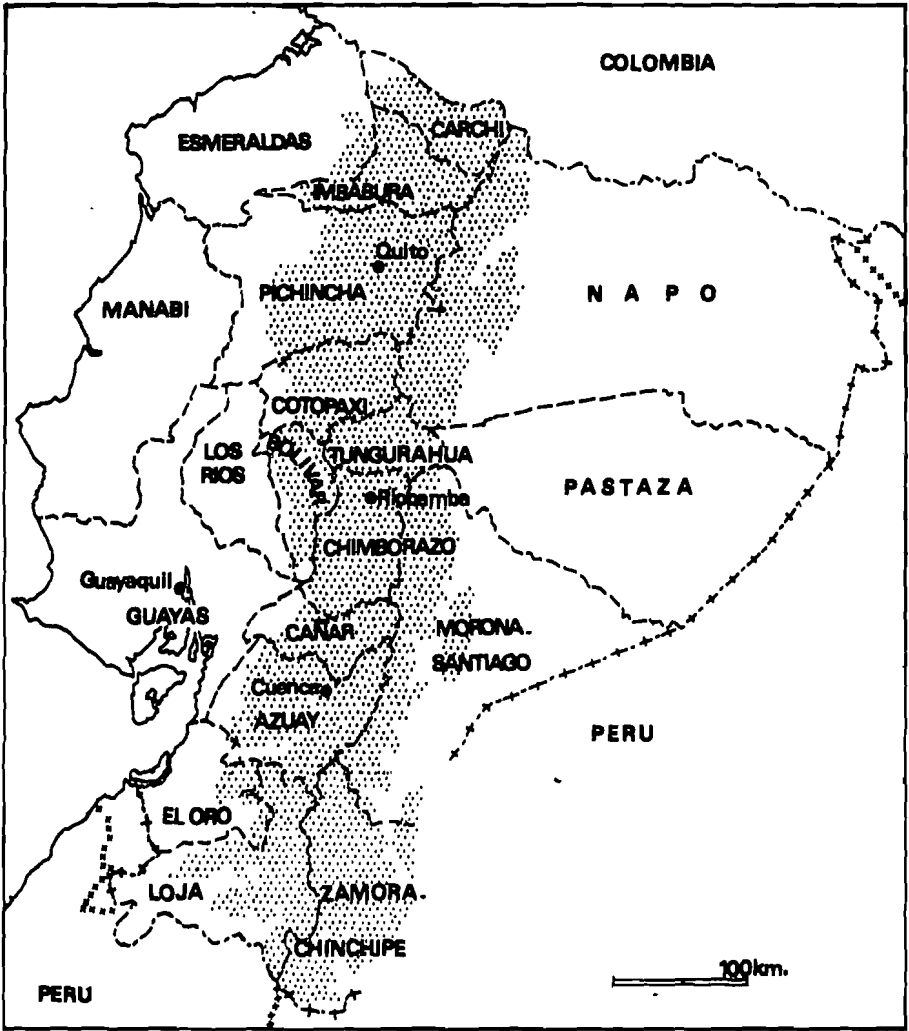 COLOMBIA
CARCHI
ESMERALDAS
IMBABURA
Quito
PICHINCHA
N A P O
MANABI
COTOPAXI
LOS
RIOS
BOLIVAR
TUNGURAHUA
Riobamba
PASTAZA
CHIMBORAZO
Guayaquil
GUAYAS
CAÑAR
MORONA-
SANTIAGO
Cuenca
AZUAY
PERU
EL ORO
LOJA
ZAMORA-
CHINCHIPE
100km.
PERU